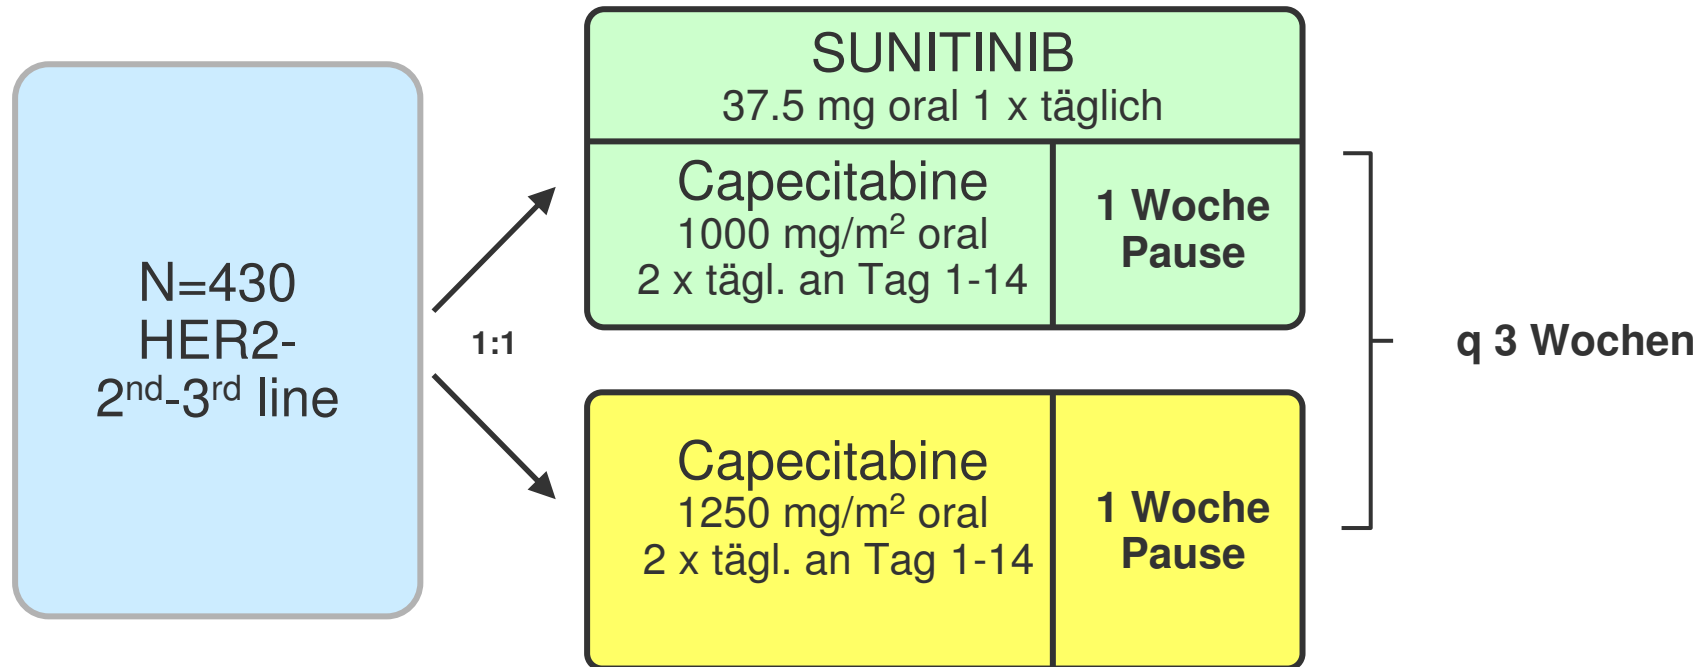 N=430
HER2-
2nd-3rd line
1:1
SUNITINIB
37.5 mg oral 1 x täglich
Capecitabine
1000 mg/m² oral
2 x tägl. an Tag 1-14
1 Woche
Pause
Capecitabine
1250 mg/m² oral
2 x tägl. an Tag 1-14
1 Woche
Pause
q 3 Wochen